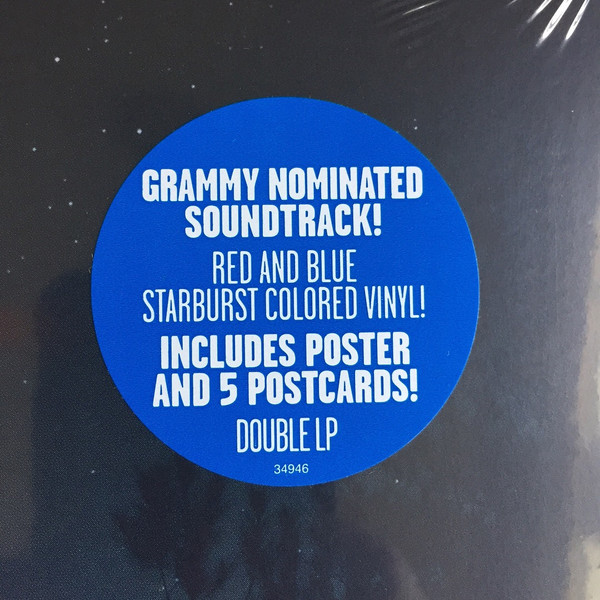 GRAMMY NOMINATED
SOUNDTRACK!
RED AND BLUE
STARBURST COLORED VINYL!
INCLUDES POSTER
AND 5 POSTCARDS!
DOUBLE LP
34946